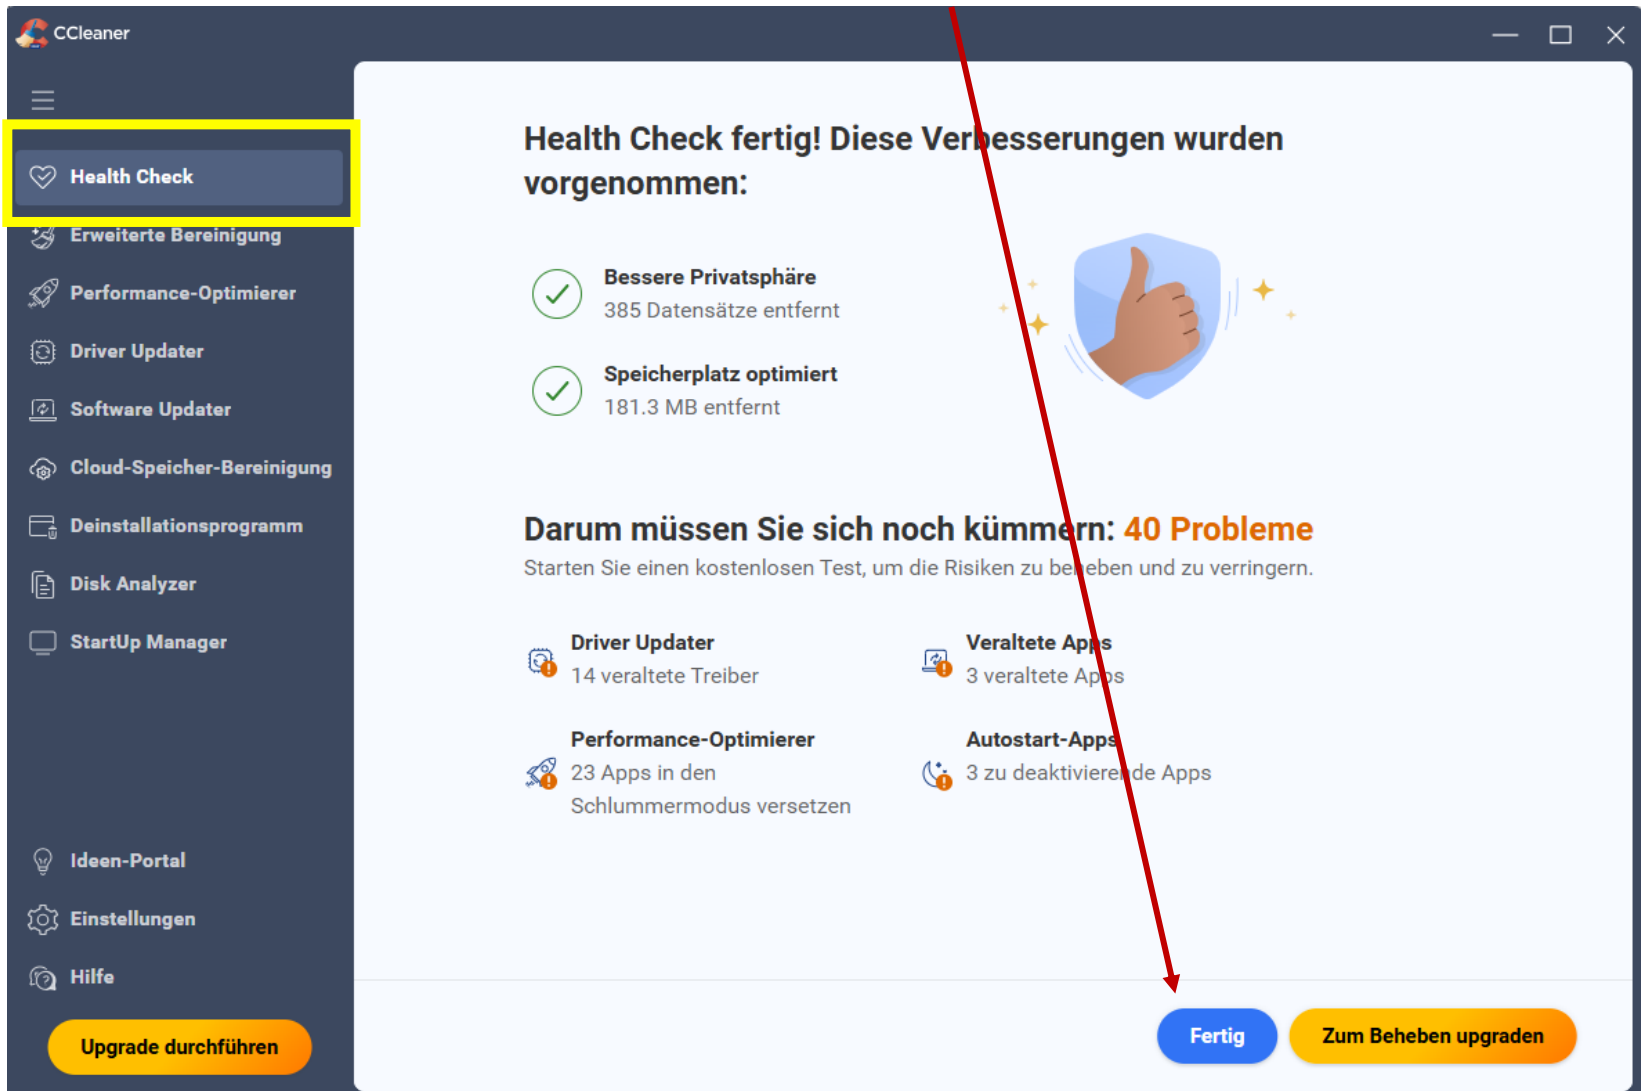 CCleaner
Health Check
Erweiterte Bereinigung
Performance-Optimierer
Driver Updater
Software Updater
Cloud-Speicher-Bereinigung
Deinstallationsprogramm
Disk Analyzer
StartUp Manager
Ideen-Portal
Einstellungen
Hilfe
Upgrade durchführen
Health Check fertig! Diese Verbesserungen wurden
vorgenommen:
Bessere Privatsphäre
385 Datensätze entfernt
Speicherplatz optimiert
181.3 MB entfernt
Darum müssen Sie sich noch kümmern: 40 Probleme
Starten Sie einen kostenlosen Test, um die Risiken zu beheben und zu verringern.
Driver Updater
14 veraltete Treiber
Veraltete Apps
3 veraltete Apps
Performance-Optimierer
23 Apps in den
Schlummermodus versetzen
Autostart-Apps
3 zu deaktivierende Apps
Fertig
Zum Beheben upgraden